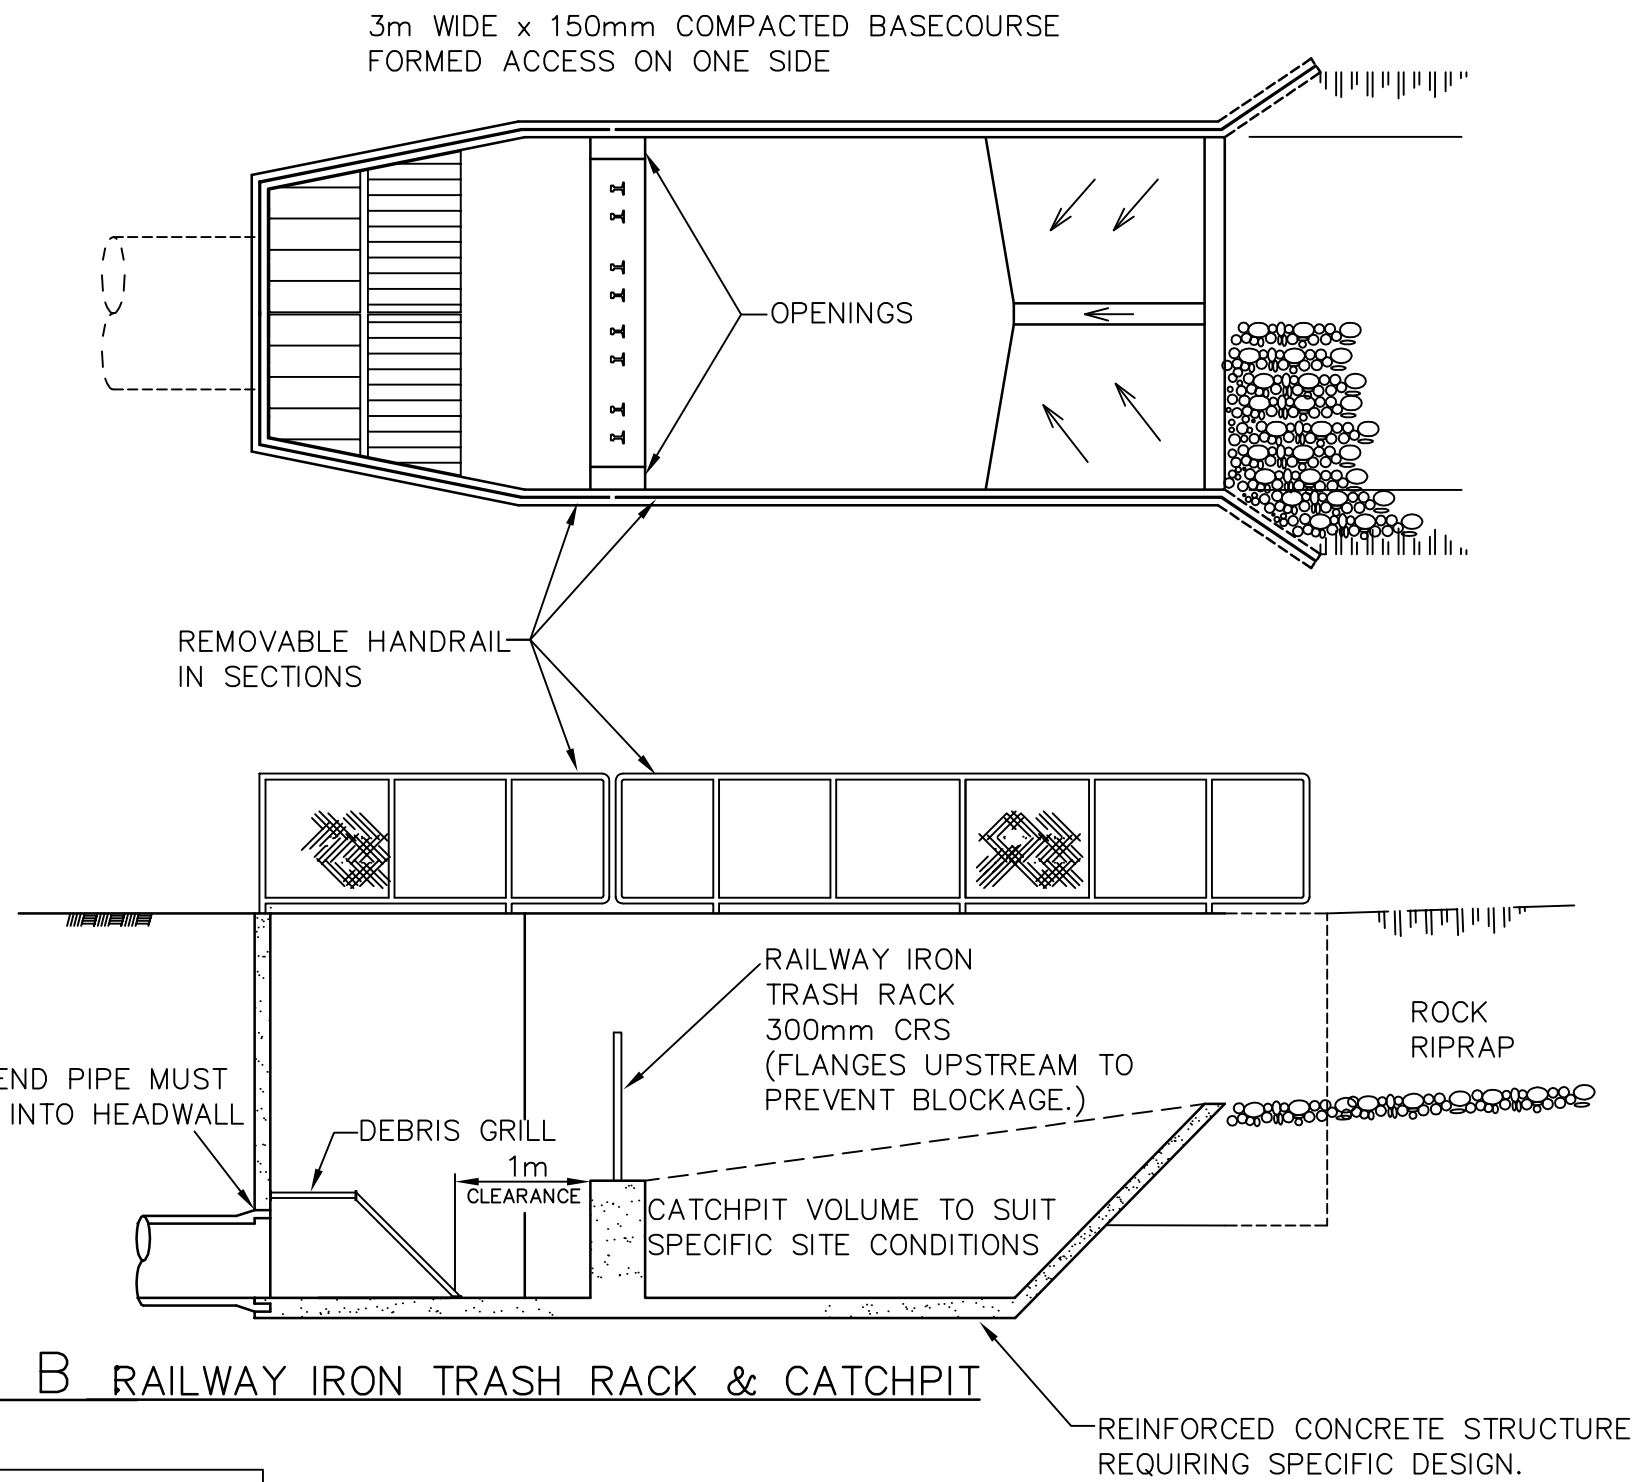 3m WIDE x 150mm COMPACTED BASECOURSE
FORMED ACCESS ON ONE SIDE
OPENINGS
REMOVABLE HANDRAIL
IN SECTIONS
RAILWAY IRON
TRASH RACK
300mm CRS
(FLANGES UPSTREAM TO
PREVENT BLOCKAGE.)
ROCK
RIPRAP
END PIPE MUST
INTO HEADWALL
DEBRIS GRILL
1m
CLEARANCE
CATCHPIT VOLUME TO SUIT
SPECIFIC SITE CONDITIONS
B RAILWAY IRON TRASH RACK & CATCHPIT
REINFORCED CONCRETE STRUCTURE
REQUIRING SPECIFIC DESIGN.